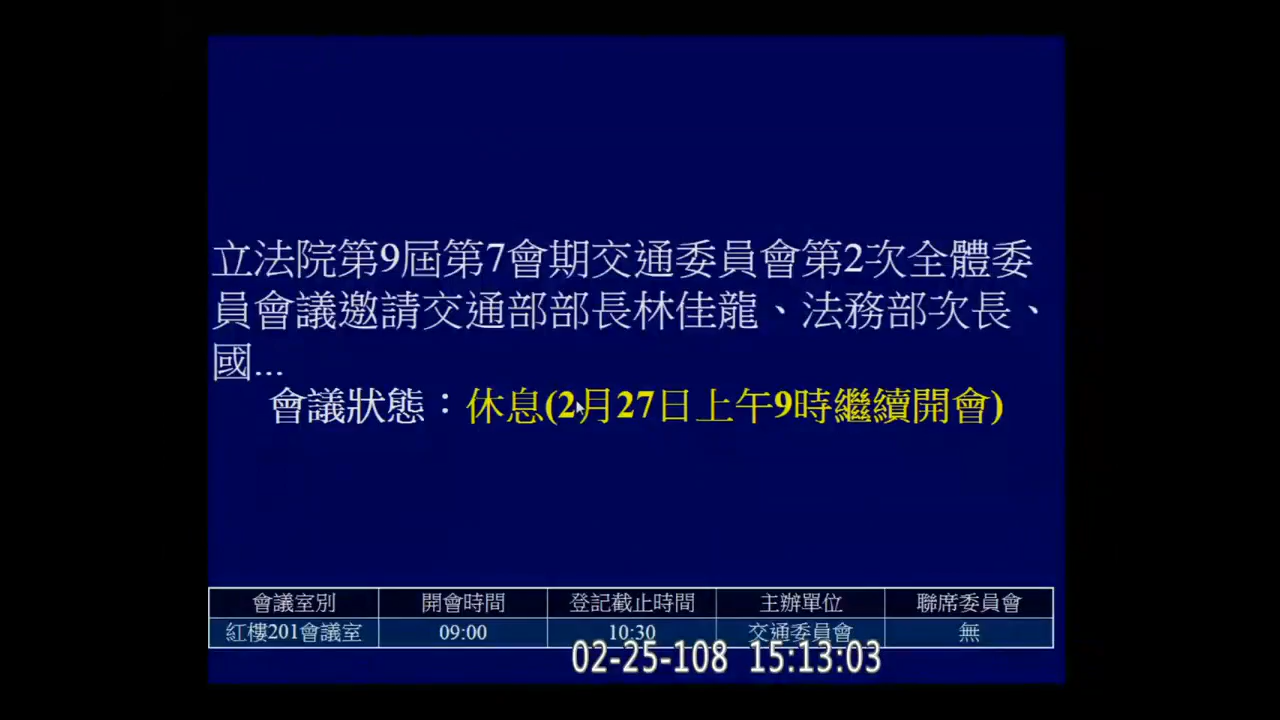 立法院第9屆第7會期交通委員會第2次全體委
員會議邀請交通部部長林佳龍、法務部次長、
國...
會議狀態：休息(2月27日上午9時繼續開會)
會議室別 開會時間 登記截止時間 主辦單位 聯席委員會
紅樓201會議室 09:00 10:30 交通委員會 無
02-25-108 15:13:03